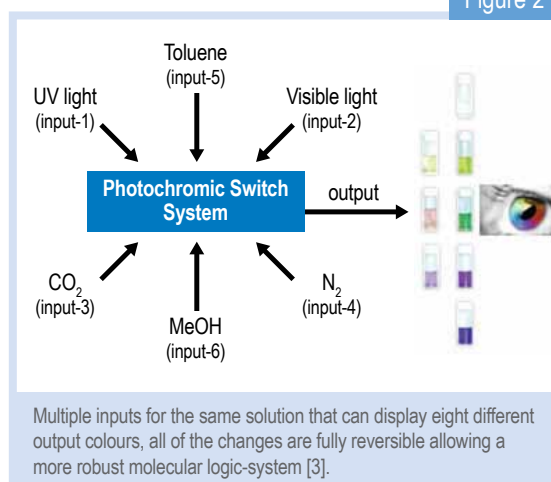 Figure 2
Toluene
(input-5)
UV light
(input-1)
Visible light
(input-2)
Photochromic Switch
System
output
CO2
(input-3)
MeOH
(input-6)
N2
(input-4)
Multiple inputs for the same solution that can display eight different
output colours, all of the changes are fully reversible allowing a
more robust molecular logic-system [3].